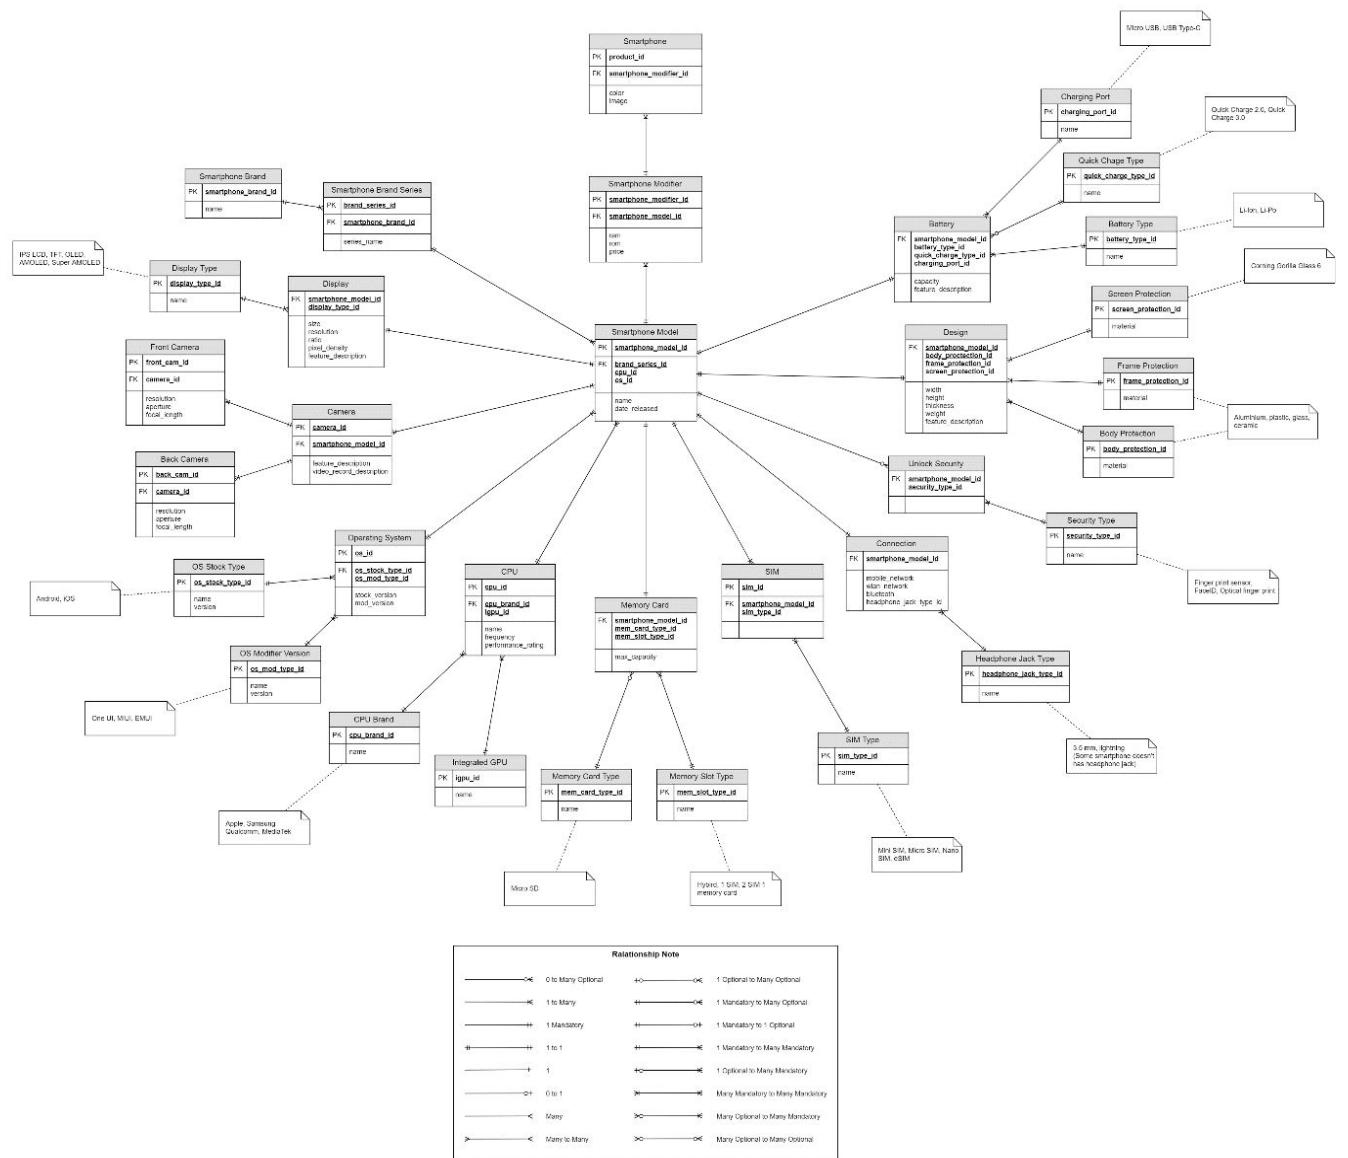 Micro USB, USB Type-C
Smartphone
PK product_id
FK smartphone_modifier_id
color
image
Charging Port
PK charging_port_id
name
Quick Charge 2.0, Quick
Charge 3.0
Quick Chage Type
PK quick_charge_type_id
name
Smartphone Brand
PK smartphone_brand_id
name
Smartphone Brand Series
PK brand_series_id
FK smartphone_brand_id
series_name
Smartphone Modifier
PK smartphone_modifier_id
FK smartphone_model_id
ram
rom
price
Battery
FK smartphone_model_id
battery_type_id
quick_charge_type_id
charging_port_id
capacity
feature_description
Battery Type
PK battery_type_id
name
Li-Ion, Li-Po
IPS LCD, TFT, OLED,
AMOLED, Super AMOLED
Display Type
PK display_type_id
name
Display
FK smartphone_model_id
display_type_id
size
resolution
ratio
pixel_density
feature_description
Corning Gorilla Glass 6
Screen Protection
PK screen_protection_id
material
Smartphone Model
PK smartphone_model_id
FK brand_series_id
cpu_id
os_id
name
date_released
Design
FK smartphone_model_id
body_proctection_id
frame_protection_id
screen_protection_id
width
height
thickness
weight
feature_description
Front Camera
PK front_cam_id
FK camera_id
resolution
aperture
focal_length
Frame Protection
PK frame_protection_id
material
Camera
PK camera_id
FK smartphone_model_id
feature_description
video_record_description
Aluminium, plastic, glass,
ceramic
Body Protection
PK body_protection_id
material
Back Camera
PK back_cam_id
FK camera_id
resolution
aperture
focal_length
Unlock Security
FK smartphone_model_id
security_type_id
Security Type
PK security_type_id
name
Operating System
PK os_id
FK os_stock_type_id
os_mod_type_id
stock_version
mod_version
Connection
FK smartphone_model_id
mobile_network
wlan_network
bluetooth
headphone_jack_type_id
OS Stock Type
PK os_stock_type_id
name
version
Android, iOS
CPU
PK cpu_id
FK cpu_brand_id
igpu_id
name
frequency
performance_rating
SIM
PK sim_id
FK smartphone_model_id
sim_type_id
Finger print sensor,
FaceID, Optical finger print
Memory Card
FK smartphone_model_id
mem_card_type_id
mem_slot_type_id
max_capacity
OS Modifier Version
PK os_mod_type_id
name
version
Headphone Jack Type
PK headphone_jack_type_id
name
One UI, MIUI, EMUI
CPU Brand
PK cpu_brand_id
name
SIM Type
PK sim_type_id
name
3.5 mm, lightning
(Some smartphone doesn't
has headphone jack)
Integrated GPU
PK igpu_id
name
Memory Card Type
PK mem_card_type_id
name
Memory Slot Type
PK mem_slot_type_id
name
Apple, Samsung
Qualcomm, MediaTek
Mini SIM, Micro SIM, Nano
SIM, eSIM
Micro SD
Hybird, 1 SIM, 2 SIM 1
memory card
Ralationship Note
0 to Many Optional
1 Optional to Many Optional
1 to Many
1 Mandatory to Many Optional
1 Mandatory
1 Mandatory to 1 Optional
1 to 1
1 Mandatory to Many Mandatory
1
1 Optional to Many Mandatory
0 to 1
Many Mandatory to Many Mandatory
Many
Many Optional to Many Mandatory
Many to Many
Many Optional to Many Optional